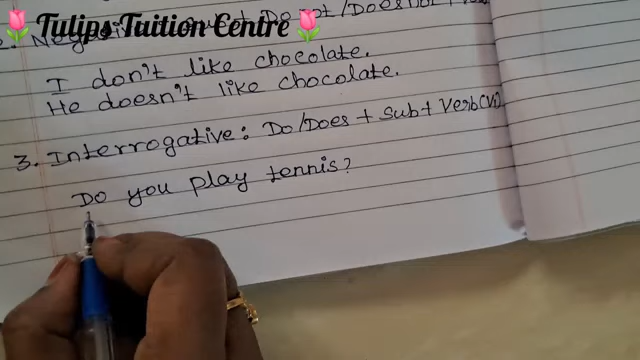 🌷 Tulips Tuition Centre🌷
I don't like chocolate.
He doesn't like chocolate.
3. Interrogative: Do/Does + Sub + Verb(V1)
Do you play tennis?